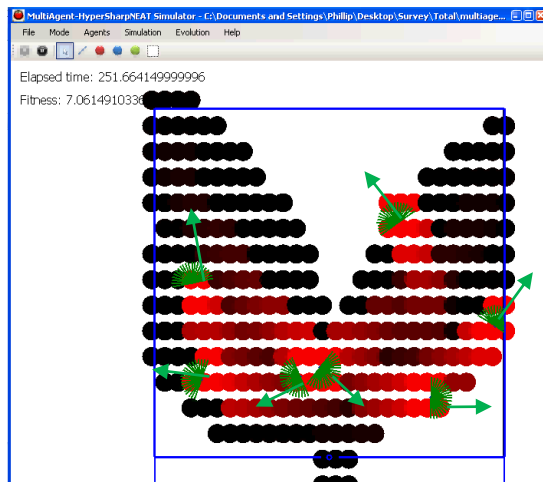 MultiAgent-HyperSharpNEAT Simulator - C:\Documents and Settings\Phillip\Desktop\Survey\Total\multiage...
File Mode Agents Simulation Evolution Help
Elapsed time: 251.664149999996
Fitness: 7.0614910336